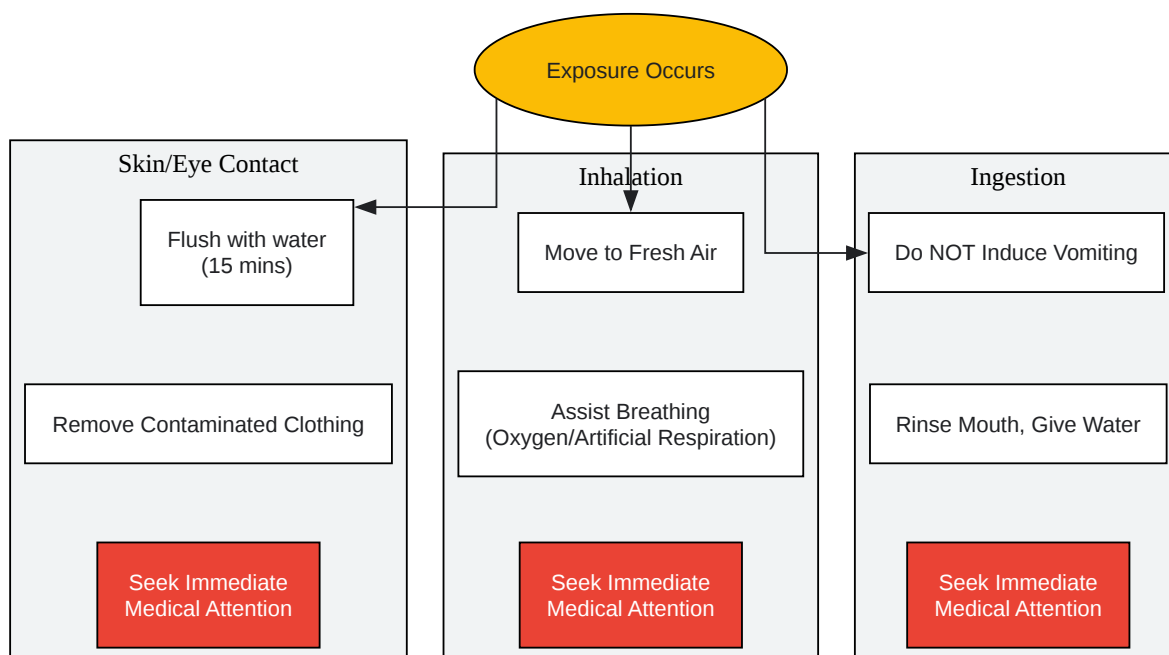 Exposure Occurs
Skin/Eye Contact
Flush with water
(15 mins)
Remove Contaminated Clothing
Seek Immediate
Medical Attention
Inhalation
Move to Fresh Air
Assist Breathing
(Oxygen/Artificial Respiration)
Seek Immediate
Medical Attention
Ingestion
Do NOT Induce Vomiting
Rinse Mouth, Give Water
Seek Immediate
Medical Attention